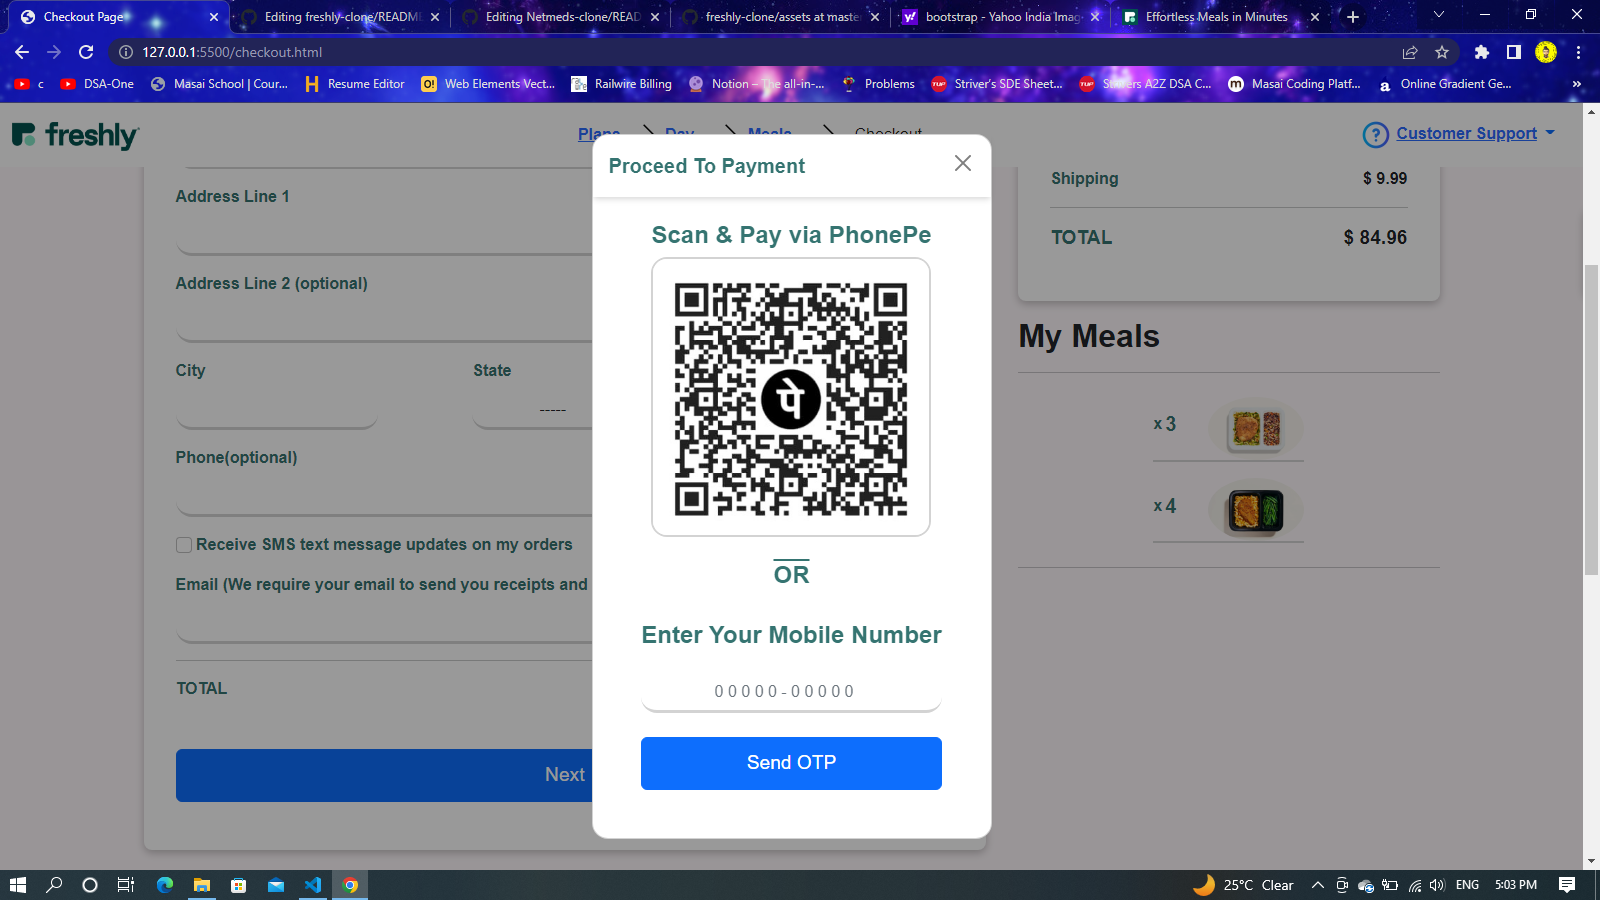 Checkout Page
Editing freshly-clone/README
Editing Netmeds-clone/READ
freshly-clone/assets at maste
bootstrap - Yahoo India Imag
Effortless Meals in Minutes
127.0.0.1:5500/checkout.html
c
DSA-One
Masai School | Cour...
Resume Editor
Web Elements Vect...
Railwire Billing
Notion – The all-in-...
Problems
Striver's SDE Sheet...
Strivers A2Z DSA C...
Masai Coding Platf...
Online Gradient Ge...
freshly
Plans
Day
Meals
Checkout
Customer Support
Address Line 1
Address Line 2 (optional)
City
State
-----
Phone(optional)
Receive SMS text message updates on my orders
Email (We require your email to send you receipts and
TOTAL
Next
Proceed To Payment
Scan & Pay via PhonePe
पे
OR
Enter Your Mobile Number
00000-00000
Send OTP
Shipping
$ 9.99
TOTAL
$ 84.96
My Meals
x 3
x 4
25°C Clear
ENG
5:03 PM